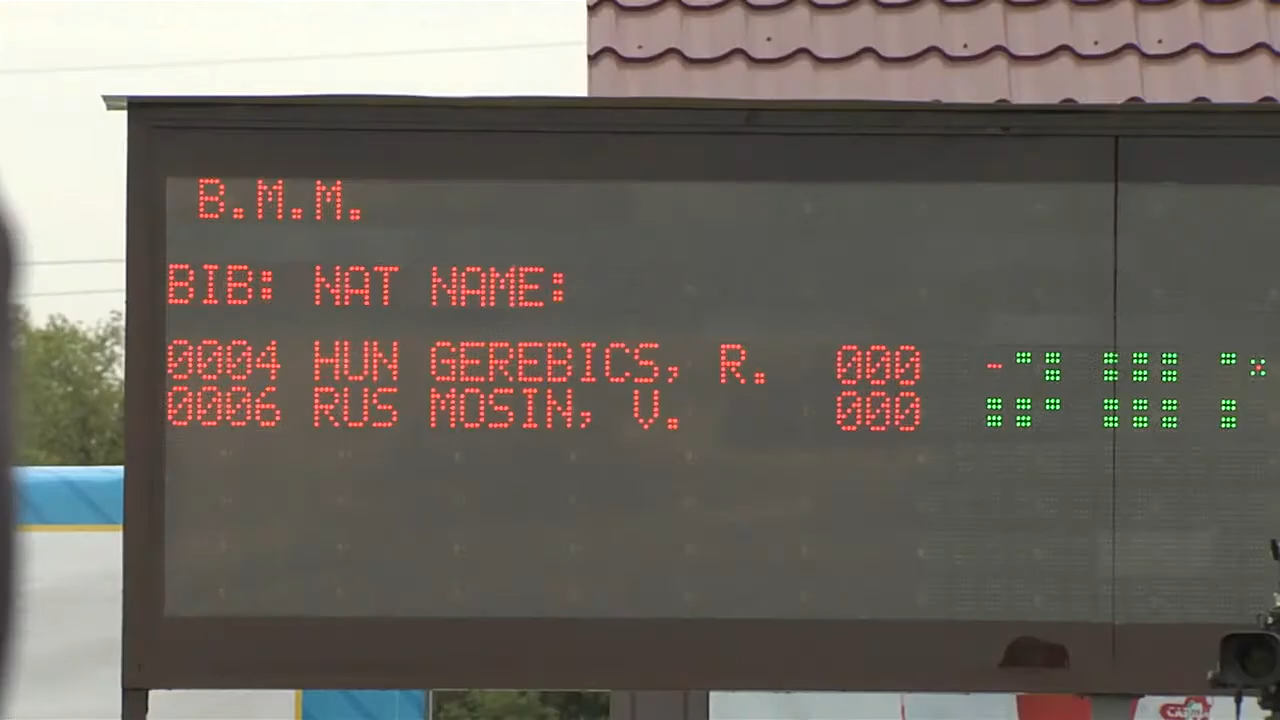 B.M.M.
BIB: NAT NAME:
0004 HUN GEREBICS, R. 000
0006 RUS MOSIN, V. 000